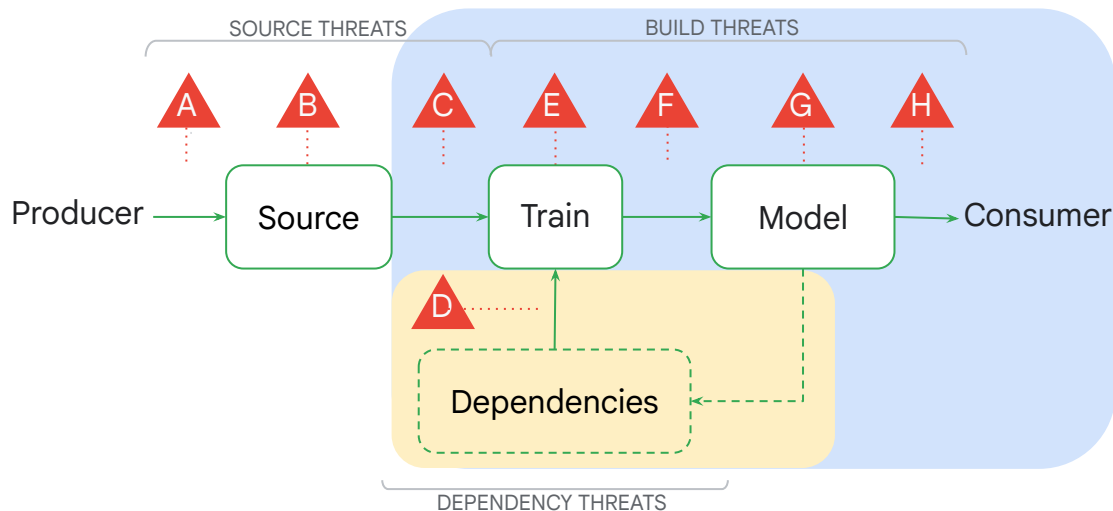 SOURCE THREATS
BUILD THREATS
A
B
C
E
F
G
H
Producer
Source
Train
Model
Consumer
D
Dependencies
DEPENDENCY THREATS